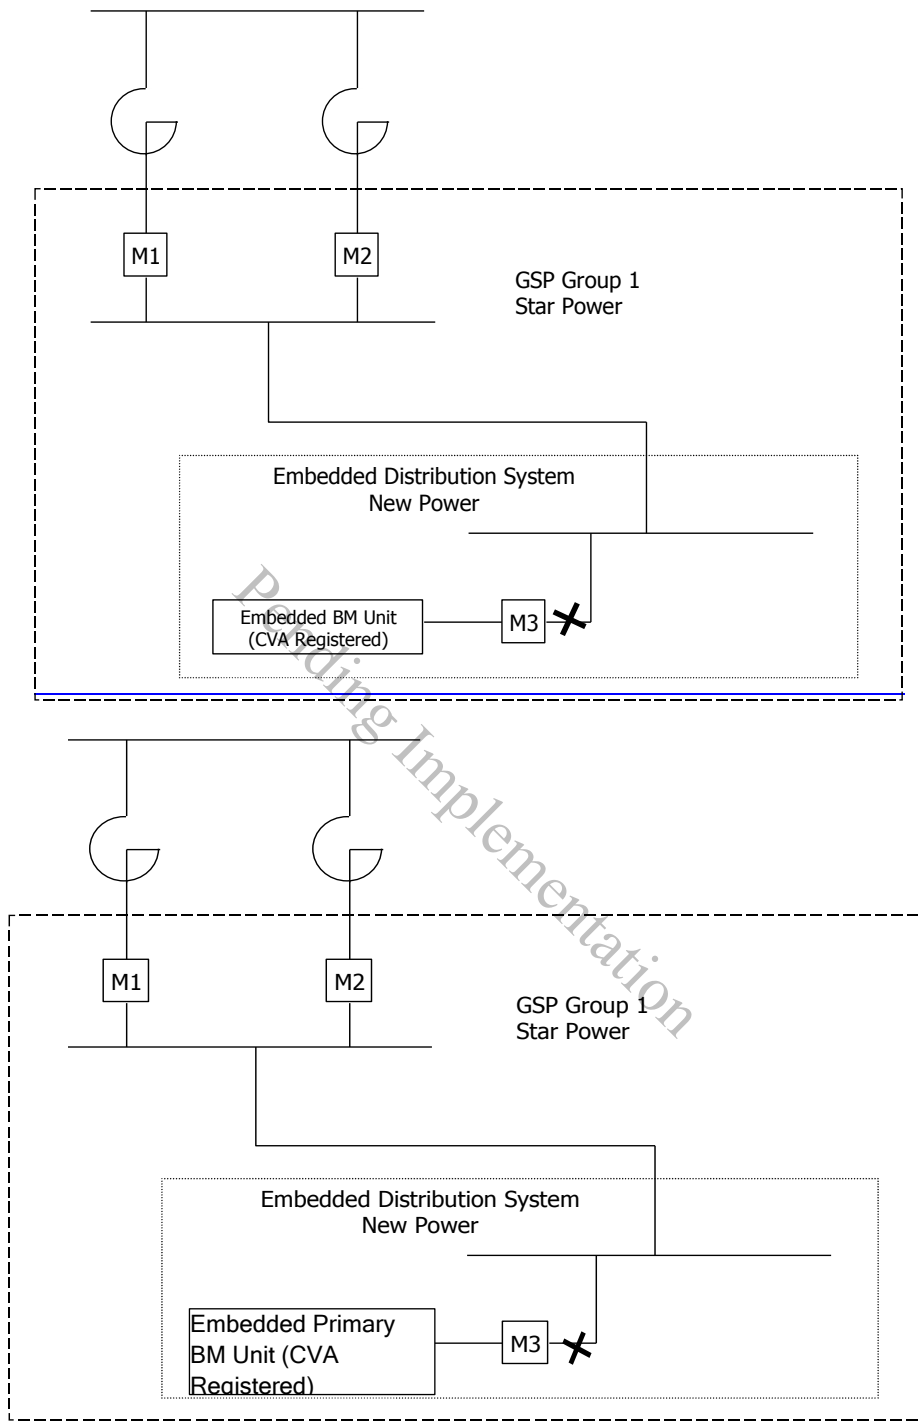 M1
M2
GSP Group 1
Star Power
Embedded Distribution System
New Power
Embedded BM Unit
(CVA Registered)
M3
Pending Implementation
M1
M2
GSP Group 1
Star Power
Embedded Distribution System
New Power
Embedded Primary
BM Unit (CVA
Registered)
M3